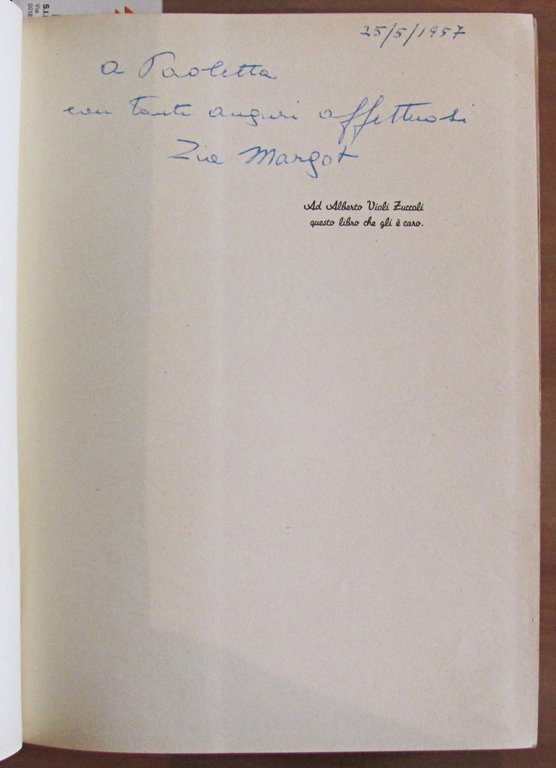 25/5/1957
a Paoletta
con tanti auguri affettuosi
Zia Margot
Ad Alberto Violi Zuccoli
questo libro che gli è caro.